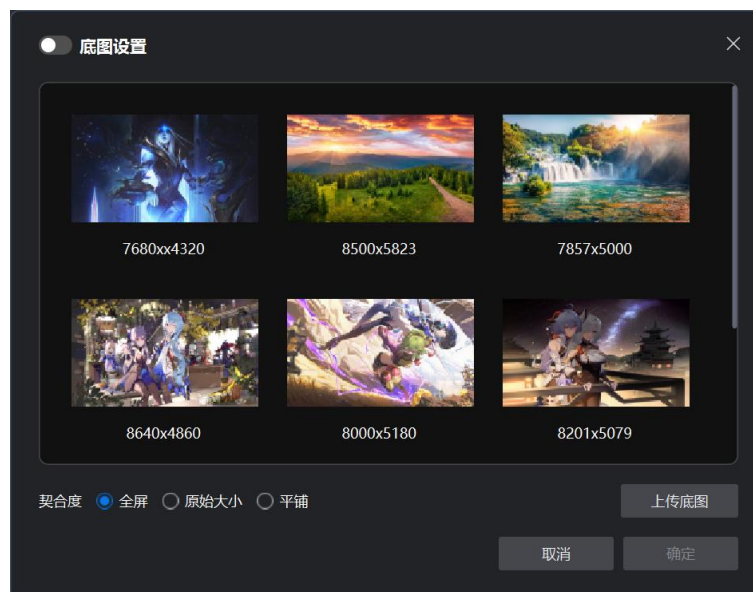 底图设置
7680xx4320
8500x5823
7857x5000
8640x4860
8000x5180
8201x5079
契合度 全屏 原始大小 平铺
上传底图
取消 确定